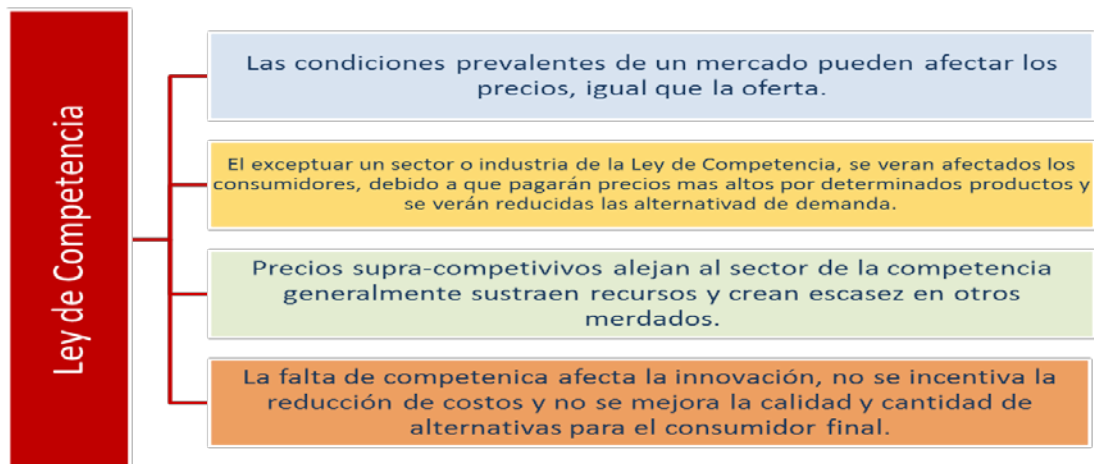 Ley de Competencia
Las condiciones prevalentes de un mercado pueden afectar los
precios, igual que la oferta.
El exceptuar un sector o industria de la Ley de Competencia, se veran afectados los
consumidores, debido a que pagarán precios mas altos por determinados productos y
se verán reducidas las alternativad de demanda.
Precios supra-competivivos alejan al sector de la competencia
generalmente sustraen recursos y crean escasez en otros
merdados.
La falta de competenica afecta la innovación, no se incentiva la
reducción de costos y no se mejora la calidad y cantidad de
alternativas para el consumidor final.